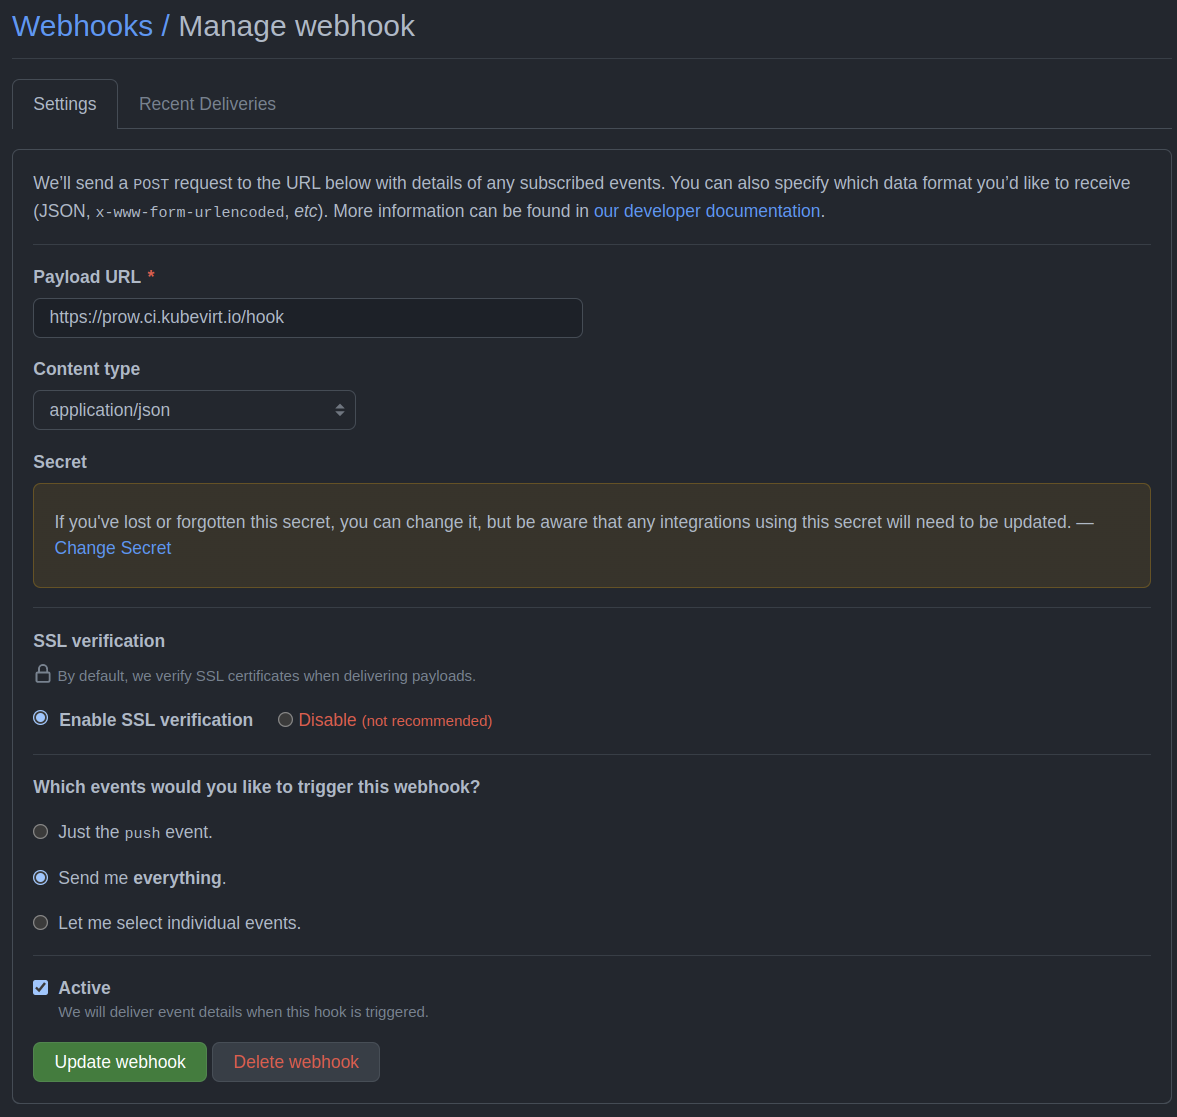 Webhooks / Manage webhook
Settings
Recent Deliveries
We’ll send a POST request to the URL below with details of any subscribed events. You can also specify which data format you’d like to receive
(JSON, x-www-form-urlencoded, etc). More information can be found in our developer documentation.
Payload URL *
https://prow.ci.kubevirt.io/hook
Content type
application/json
Secret
If you've lost or forgotten this secret, you can change it, but be aware that any integrations using this secret will need to be updated. —
Change Secret
SSL verification
By default, we verify SSL certificates when delivering payloads.
Enable SSL verification
Disable (not recommended)
Which events would you like to trigger this webhook?
Just the push event.
Send me everything.
Let me select individual events.
Active
We will deliver event details when this hook is triggered.
Update webhook
Delete webhook